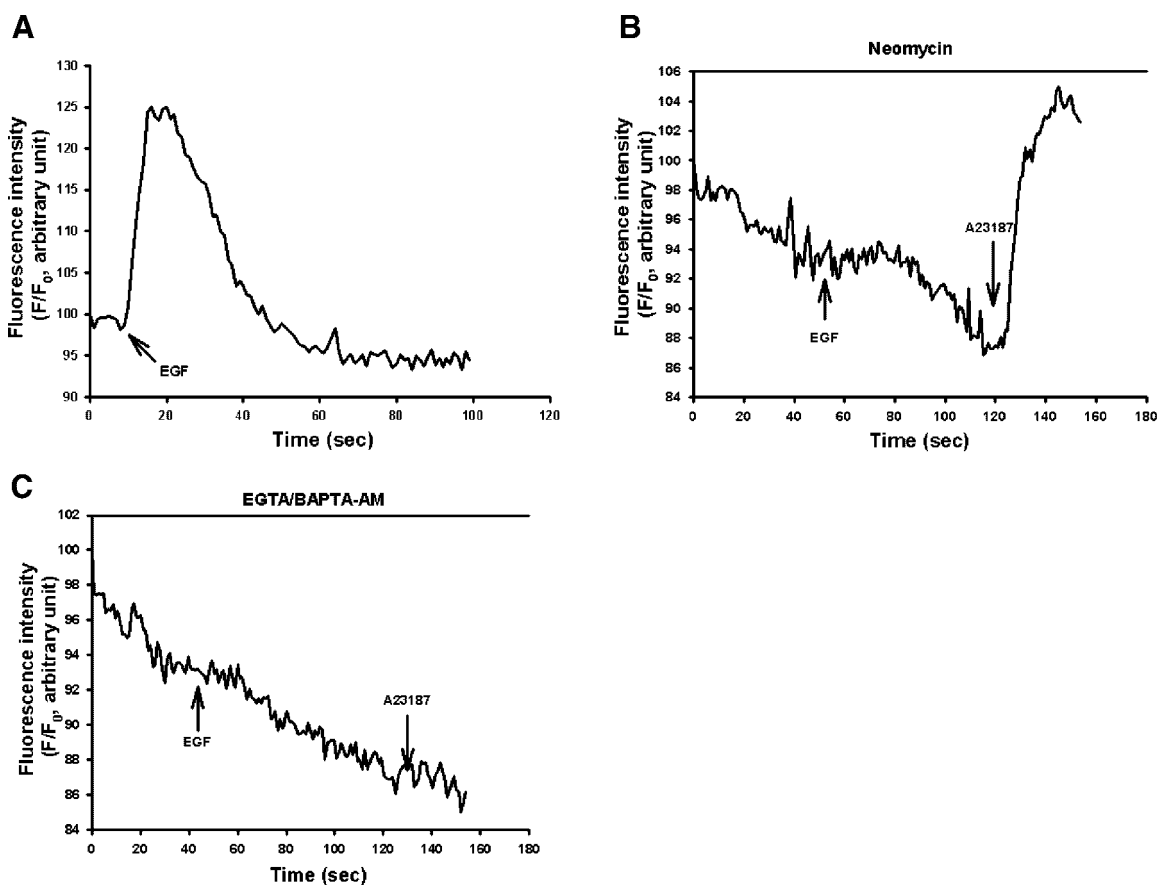 A
Fluorescence intensity
(F/F0, arbitrary unit)
130
125
120
115
110
105
100
95
90
EGF
0 20 40 60 80 100 120
Time (sec)
B
Neomycin
Fluorescence intensity
(F/F0, arbitrary unit)
106
104
102
100
98
96
94
92
90
88
86
84
A23187
EGF
0 20 40 60 80 100 120 140 160 180
Time (sec)
C
EGTA/BAPTA-AM
Fluorescence intensity
(F/F0, arbitrary unit)
102
100
98
96
94
92
90
88
86
84
A23187
EGF
0 20 40 60 80 100 120 140 160 180
Time (sec)